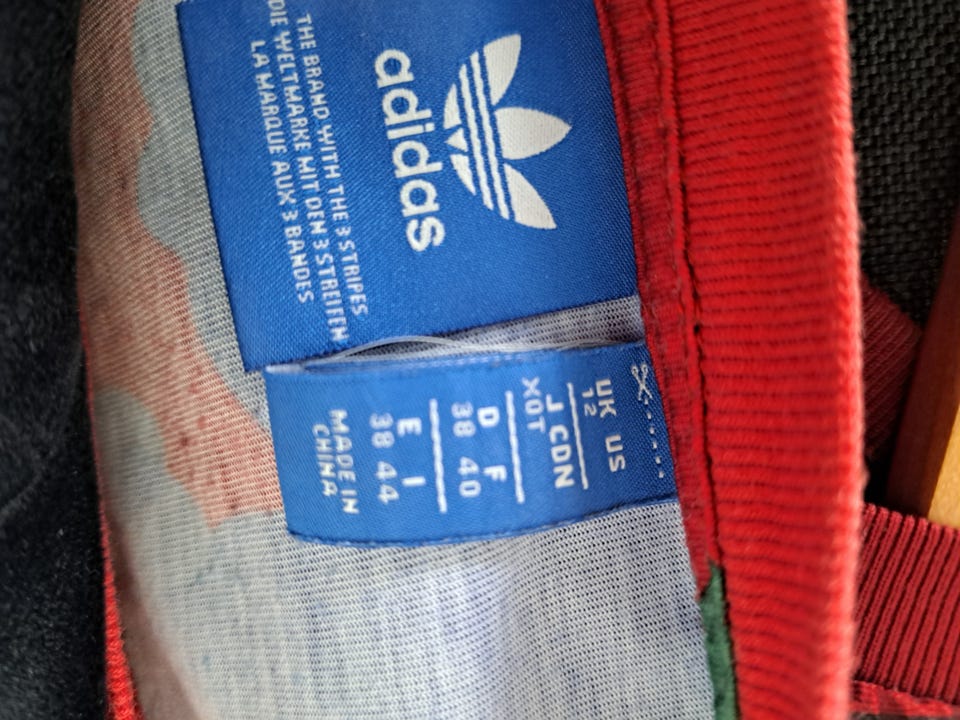 adidas
THE BRAND WITH THE 3 STRIPES
DIE WELTMARKE MIT DEN 3 STREIFEN
LA MARQUE AUX 3 BANDES
UK US
12
J CDN
XOT
D F
38 40
E I
38 44
MADE IN
CHINA